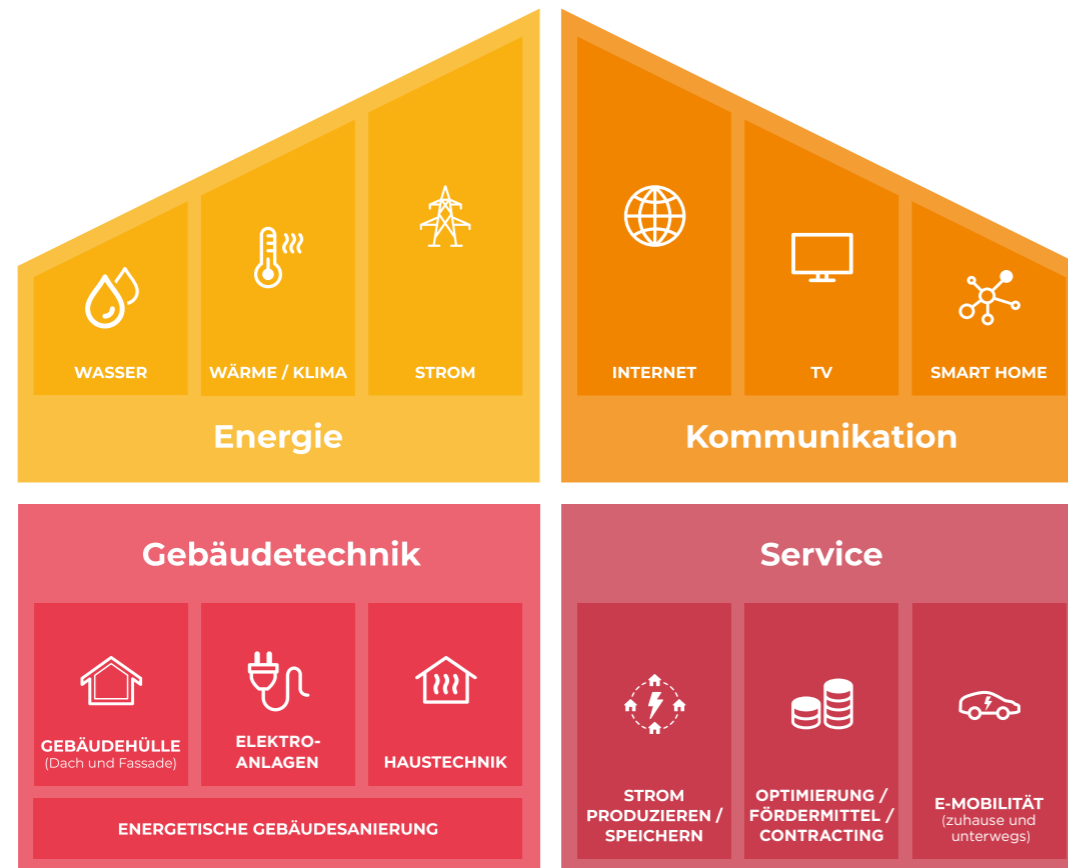 WASSER
WÄRME / KLIMA
STROM
Energie
INTERNET
TV
SMART HOME
Kommunikation
Gebäudetechnik
GEBÄUDEHÜLLE
(Dach und Fassade)
ELEKTRO-
ANLAGEN
HAUSTECHNIK
ENERGETISCHE GEBÄUDESANIERUNG
Service
STROM
PRODUZIEREN /
SPEICHERN
OPTIMIERUNG /
FÖRDERMITTEL /
CONTRACTING
E-MOBILITÄT
(zuhause und
unterwegs)